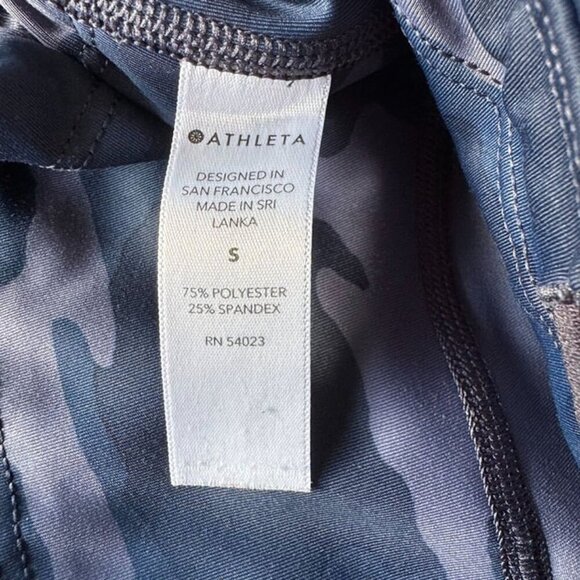 ATHLETA
DESIGNED IN
SAN FRANCISCO
MADE IN SRI
LANKA
S
75% POLYESTER
25% SPANDEX
RN 54023